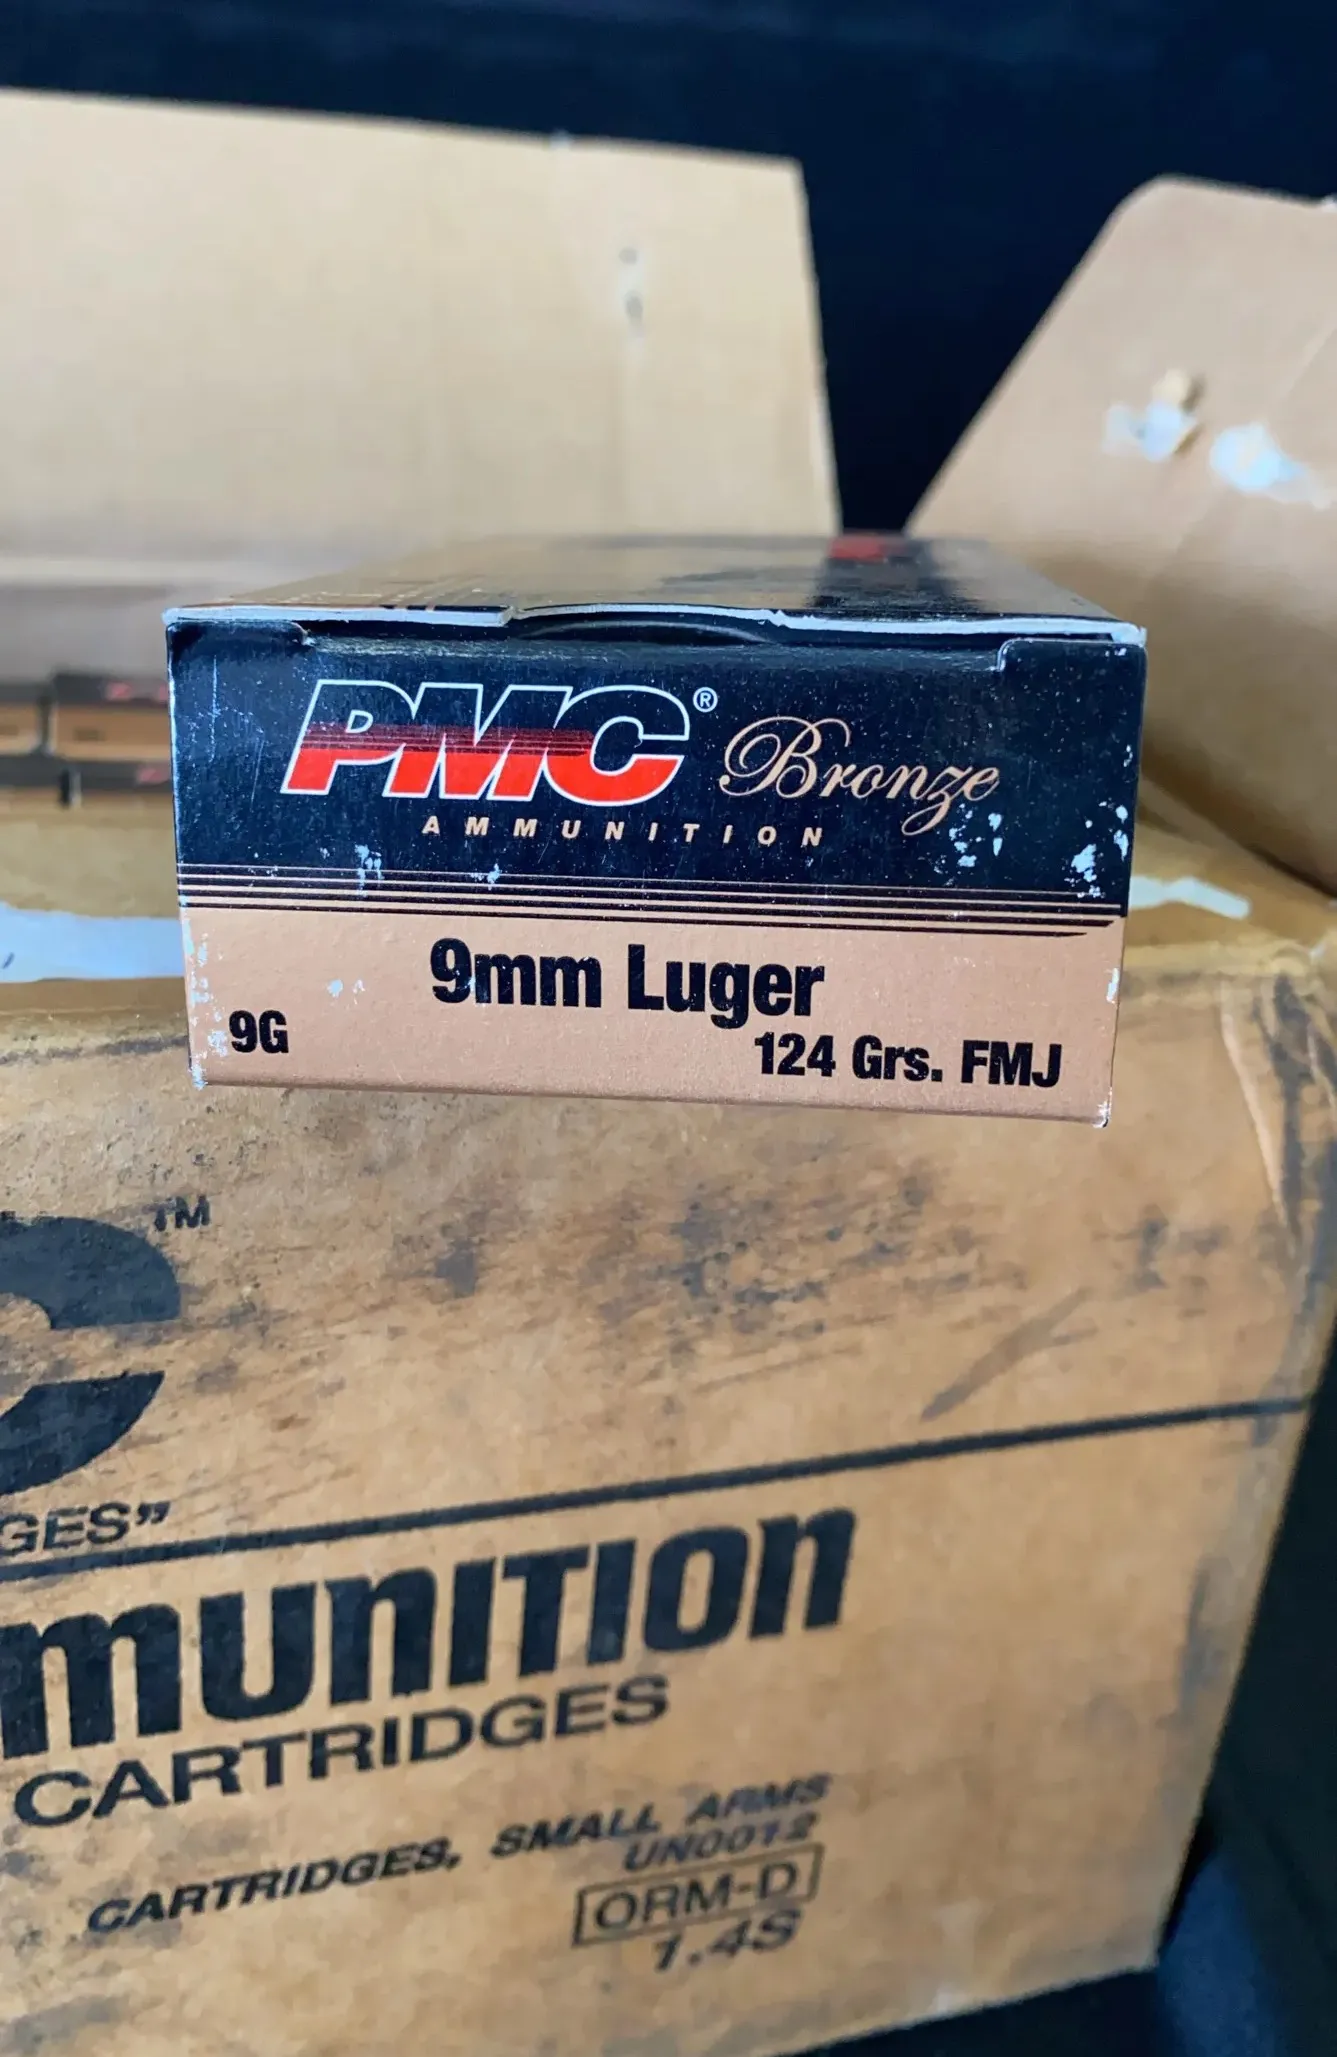 PMC® Bronze
AMMUNITION
9mm Luger
9G
124 Grs. FMJ
C™
GES”
MUNITION
CARTRIDGES
CARTRIDGES, SMALL ARMS
UN0012
ORM-D
1.4S